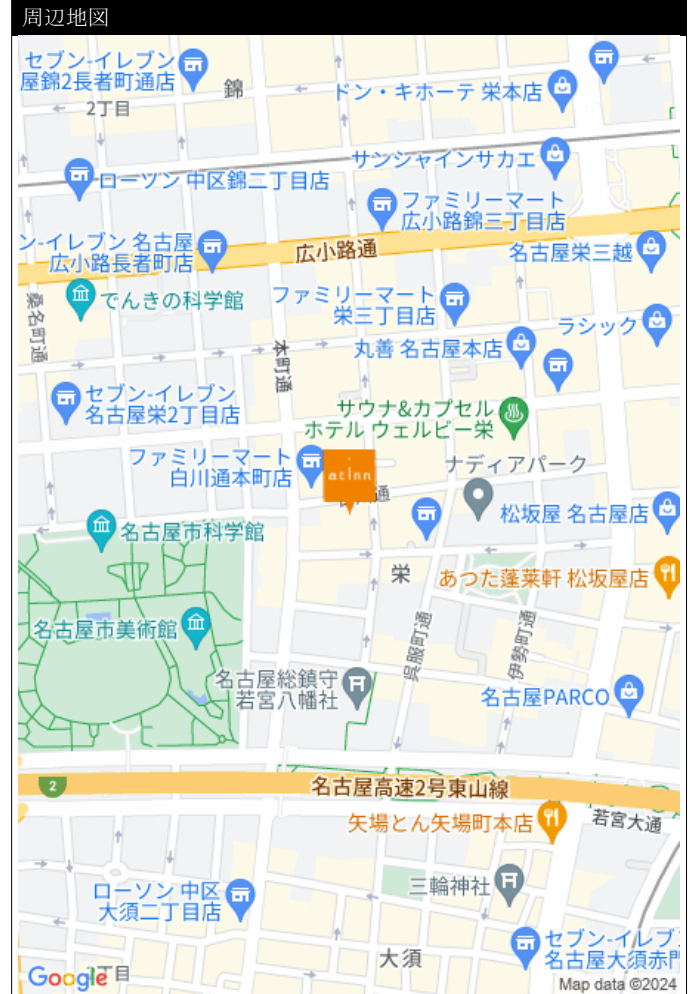 周辺地図
セブン-イレブン
屋錦2長者町通店
錦
2丁目
ドン・キホーテ 栄本店
サンシャインサカエ
ローソン 中区錦二丁目店
ファミリーマート
広小路錦三丁目店
ン-イレブン 名古屋
広小路長者町店
広小路通
名古屋栄三越
でんきの科学館
ファミリーマート
栄三丁目店
桑名町通
ラシック
丸善 名古屋本店
本町通
セブン-イレブン
名古屋栄2丁目店
サウナ&カプセル
ホテル ウェルビー栄
ファミリーマート
白川通本町店
at inn
ナディアパーク
通
松坂屋 名古屋店
名古屋市科学館
栄
あつた蓬莱軒 松坂屋店
名古屋市美術館
呉服町通
伊勢町通
名古屋総鎮守
若宮八幡社
名古屋PARCO
2
名古屋高速2号東山線
矢場とん矢場町本店
若宮大通
三輪神社
ローソン 中区
大須二丁目店
セブン-イレブ
名古屋大須赤門
大須
Google
丁目
Map data ©2024